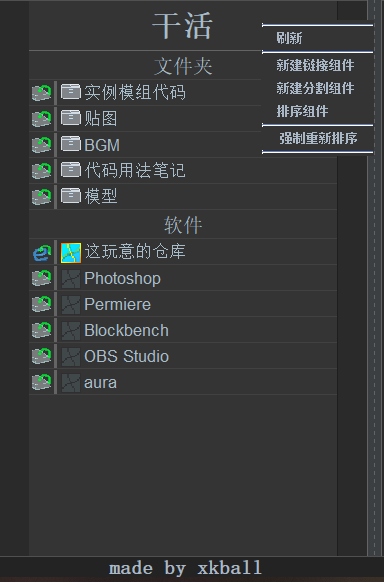 干活
刷新
文件夹
新建链接组件
实例模组代码
新建分割组件
贴图
排序组件
BGM
强制重新排序
代码用法笔记
模型
软件
这玩意的仓库
Photoshop
Permiere
Blockbench
OBS Studio
aura
made by xkball